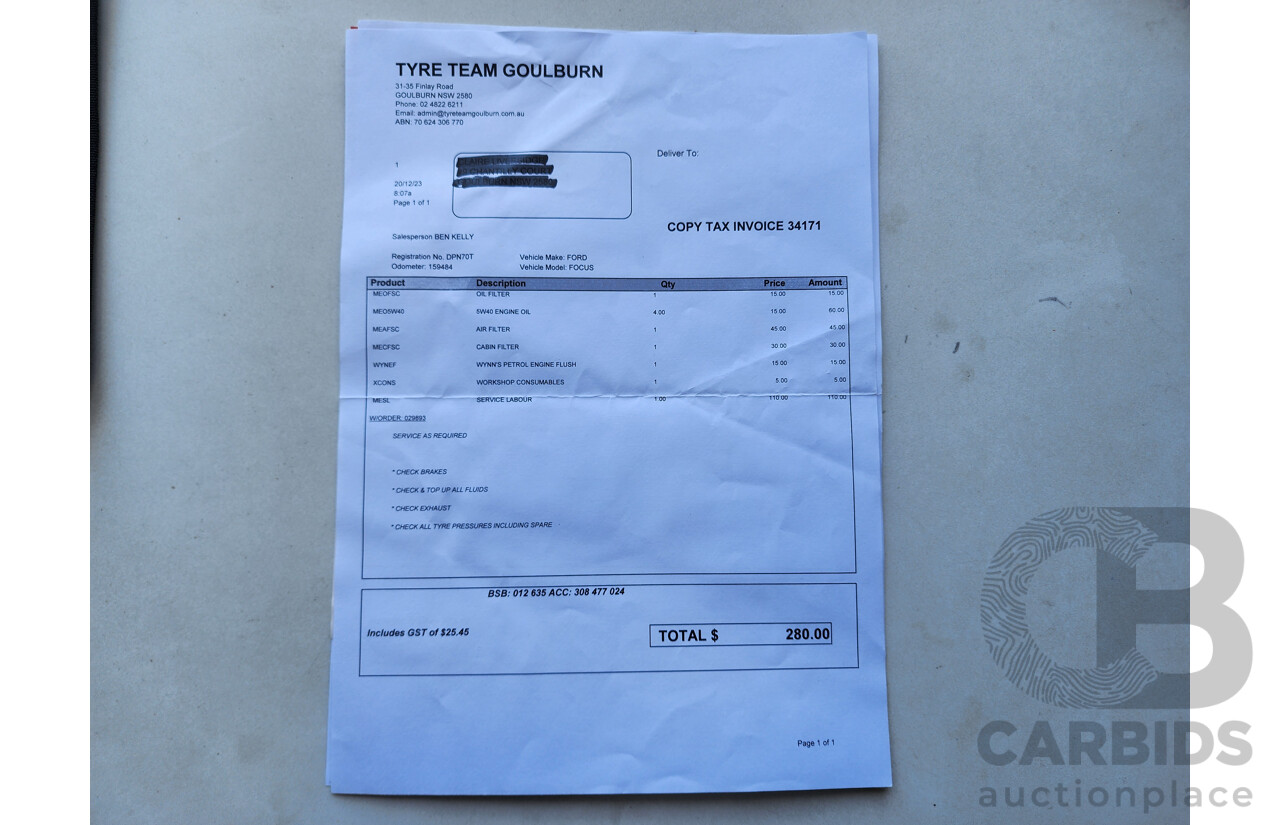 TYRE TEAM GOULBURN
31-35 Finlay Road
GOULBURN NSW 2580
Phone: 02 4822 6211
Email: admin@tyreteamgoulburn.com.au
ABN: 70 624 306 770
1
Deliver To:
20/12/23
8:07a
Page 1 of 1
COPY TAX INVOICE 34171
Salesperson BEN KELLY
Registration No. DPN70T Vehicle Make: FORD
Odometer: 159484 Vehicle Model: FOCUS
Product Description Qty Price Amount
MEOFSC OIL FILTER 1 15.00 15.00
MEO5W40 5W40 ENGINE OIL 4.00 15.00 60.00
MEAFSC AIR FILTER 1 45.00 45.00
MECFSC CABIN FILTER 1 30.00 30.00
WYNEF WYNN'S PETROL ENGINE FLUSH 1 15.00 15.00
XCONS WORKSHOP CONSUMABLES 1 5.00 5.00
MESL SERVICE LABOUR 1.00 110.00 110.00
W/ORDER: 029893
SERVICE AS REQUIRED
* CHECK BRAKES
* CHECK & TOP UP ALL FLUIDS
* CHECK EXHAUST
* CHECK ALL TYRE PRESSURES INCLUDING SPARE
BSB: 012 635 ACC: 308 477 024
Includes GST of $25.45
TOTAL $ 280.00
Page 1 of 1
CARBIDS
auctionplace